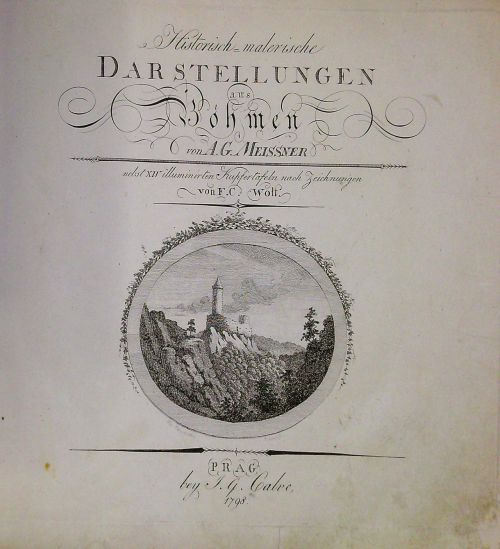 Historisch-malerische
DARSTELLUNGEN
aus
Böhmen
von A. G. MEISSNER
nebst XIV illuminirten Kupfertafeln nach Zeichnungen
von F. C. Wolf.
PRAG
bey J. G. Calve.
1798.